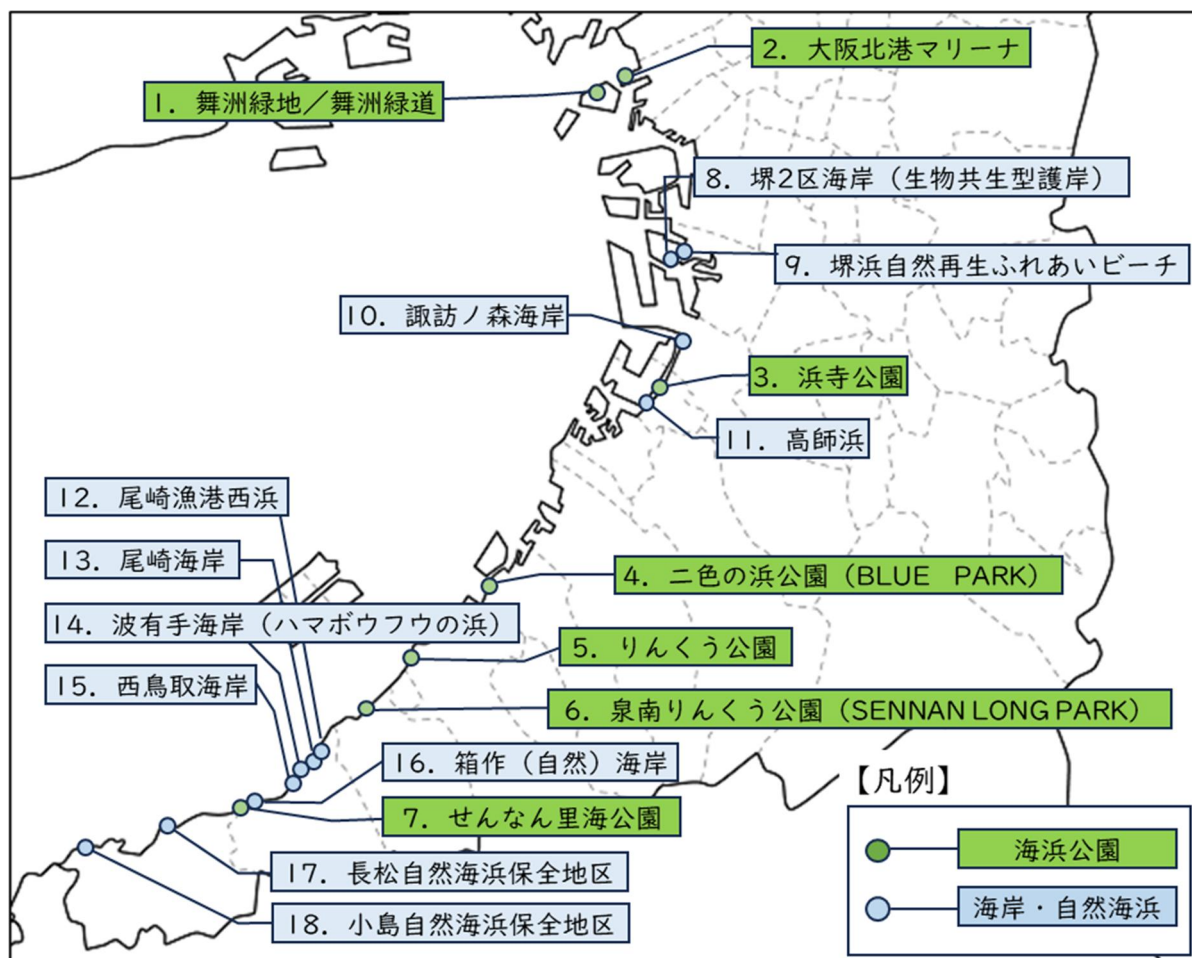 2. 大阪北港マリーナ
1. 舞洲緑地／舞洲緑道
8. 堺2区海岸（生物共生型護岸）
9. 堺浜自然再生ふれあいビーチ
10. 諏訪ノ森海岸
3. 浜寺公園
11. 高師浜
12. 尾崎漁港西浜
13. 尾崎海岸
4. 二色の浜公園（BLUE PARK）
14. 波有手海岸（ハマボウフウの浜）
5. りんくう公園
15. 西鳥取海岸
6. 泉南りんくう公園（SENNAN LONG PARK）
16. 箱作（自然）海岸
7. せんなん里海公園
17. 長松自然海浜保全地区
18. 小島自然海浜保全地区
【凡例】
海浜公園
海岸・自然海浜